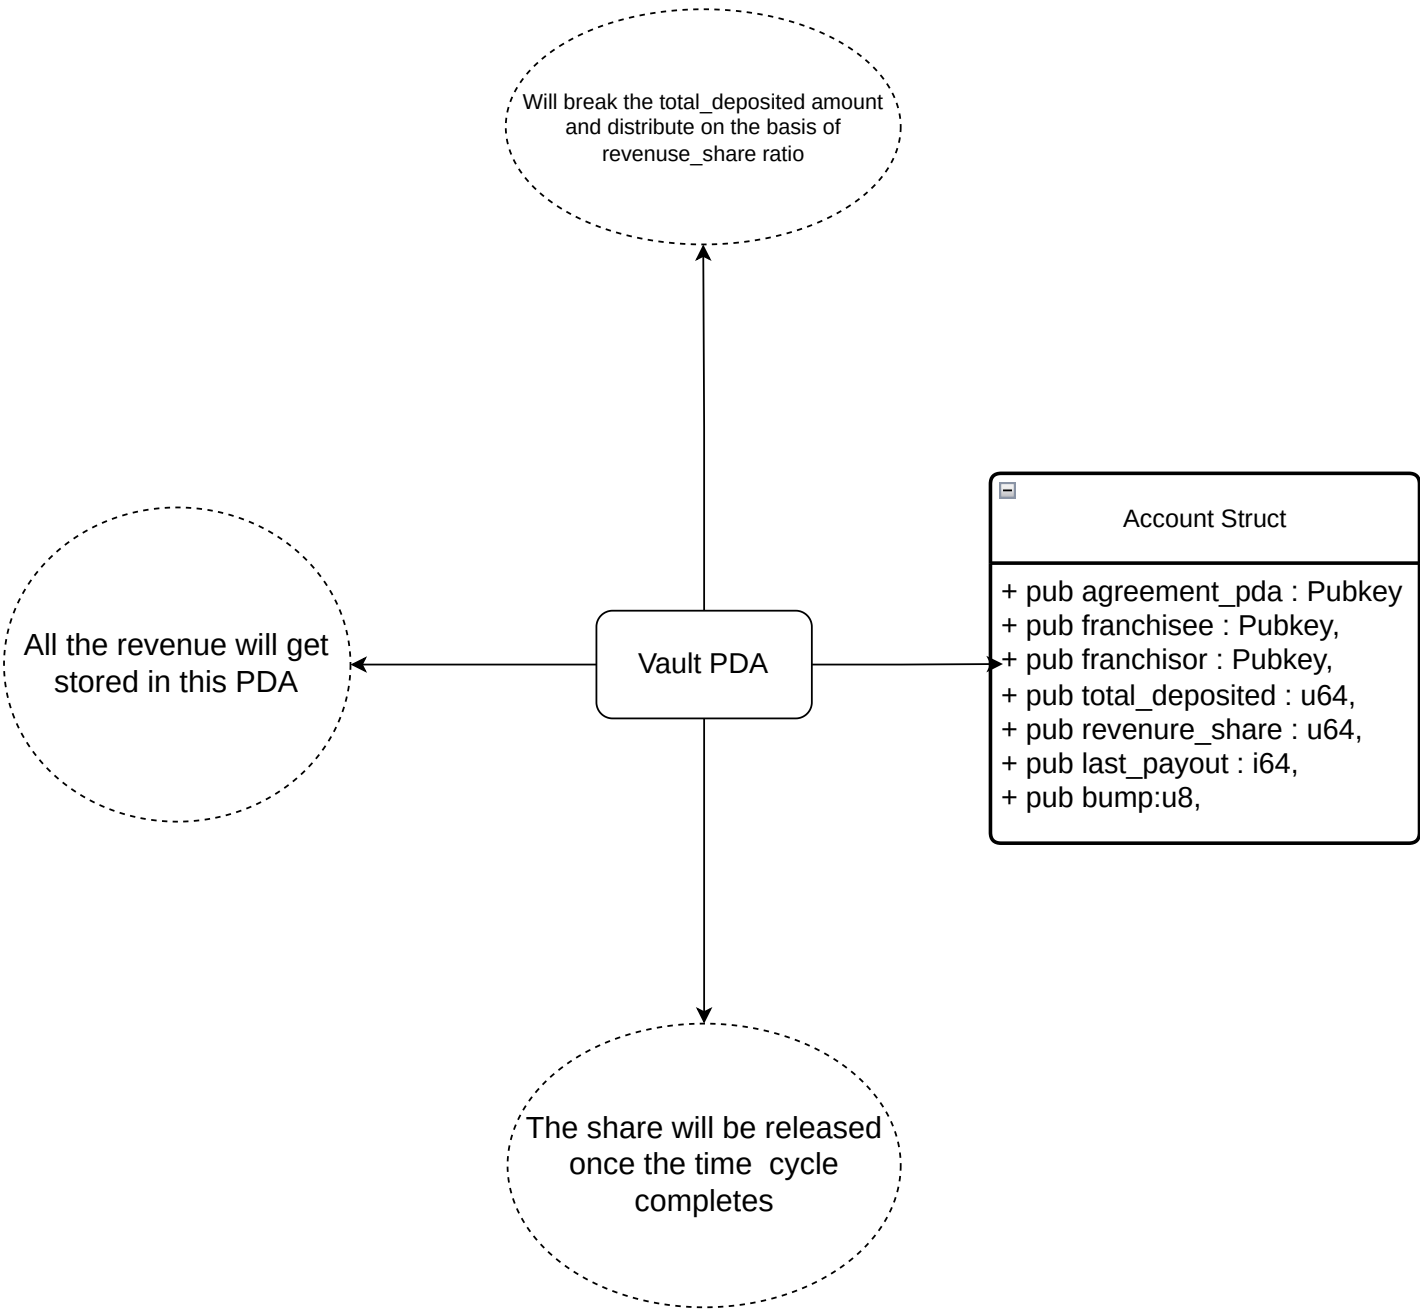 Will break the total_deposited amount
and distribute on the basis of
revenuse_share ratio
Account Struct
+ pub agreement_pda : Pubkey
+ pub franchisee : Pubkey,
+ pub franchisor : Pubkey,
+ pub total_deposited : u64,
+ pub revenure_share : u64,
+ pub last_payout : i64,
+ pub bump:u8,
All the revenue will get
stored in this PDA
Vault PDA
The share will be released
once the time  cycle
completes